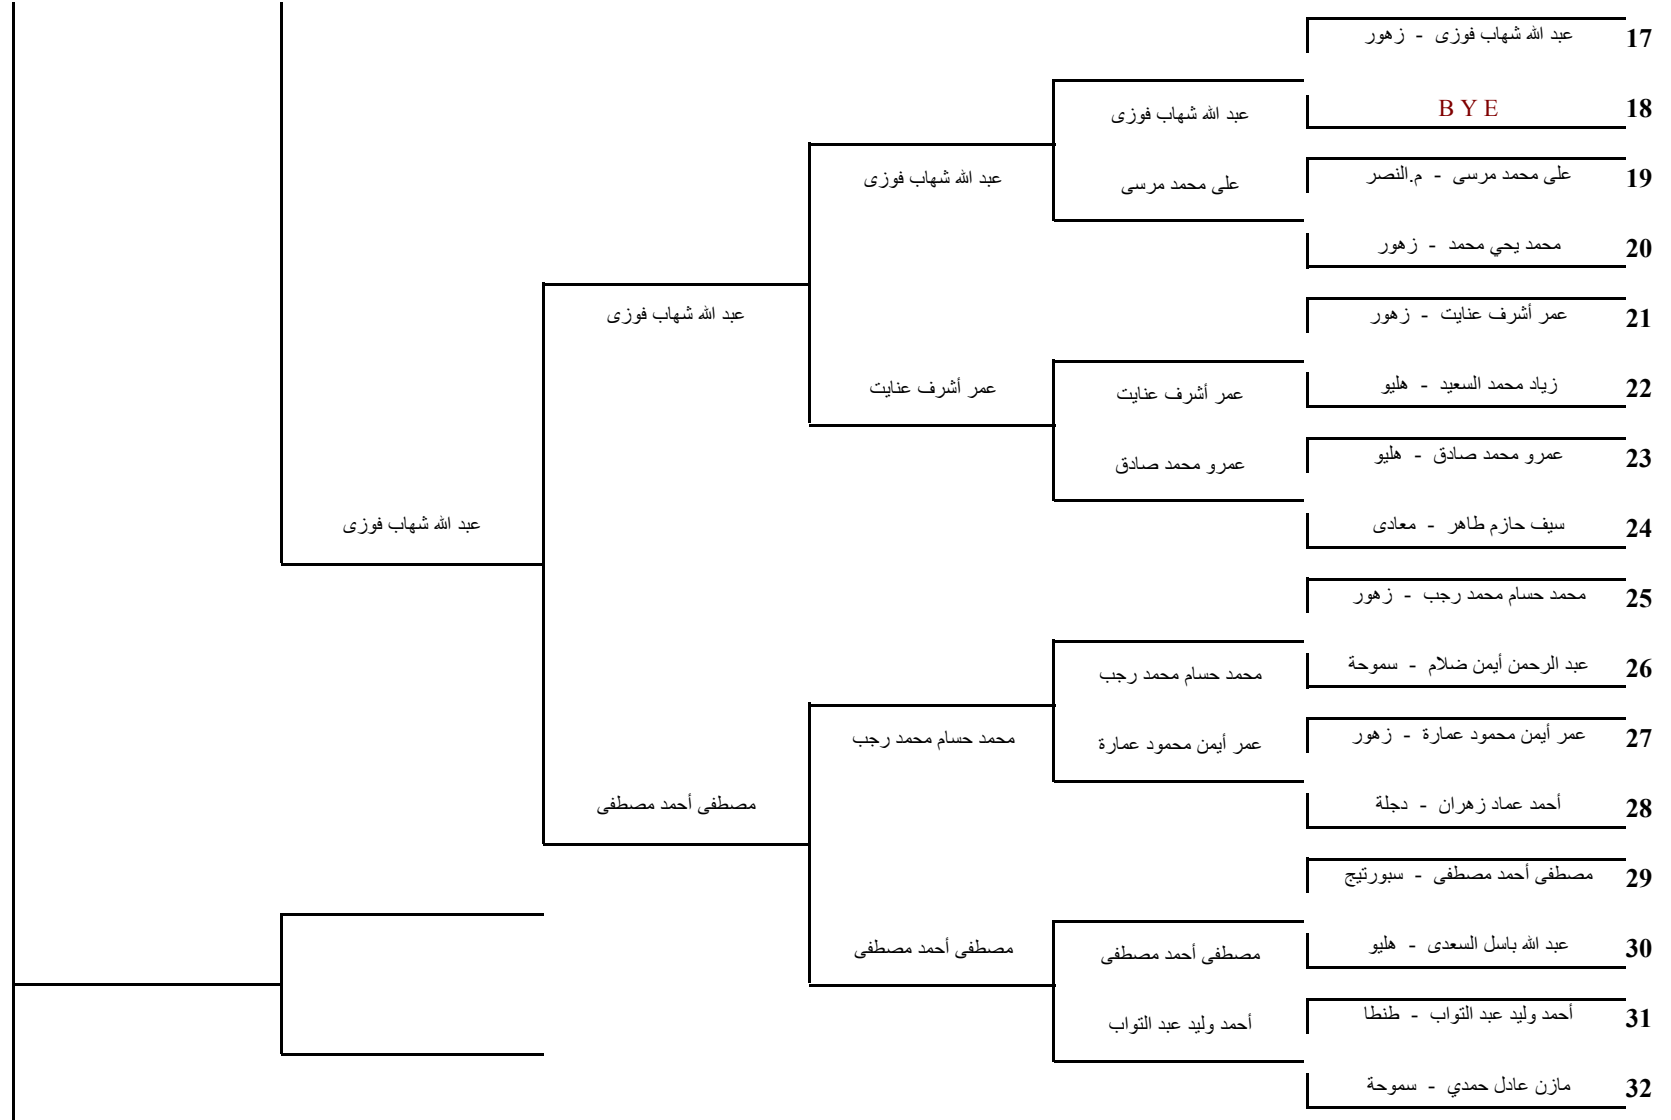 17 عبد الله شهاب فوزى - زهور
18 B Y E
عبد الله شهاب فوزى
19 على محمد مرسى - م.النصر
على محمد مرسى
عبد الله شهاب فوزى
20 محمد يحي محمد - زهور
21 عمر أشرف عنايت - زهور
عبد الله شهاب فوزى
22 زياد محمد السعيد - هليو
عمر أشرف عنايت
عمر أشرف عنايت
23 عمرو محمد صادق - هليو
عمرو محمد صادق
24 سيف حازم طاهر - معادى
عبد الله شهاب فوزى
25 محمد حسام محمد رجب - زهور
26 عبد الرحمن أيمن ضلام - سموحة
محمد حسام محمد رجب
27 عمر أيمن محمود عمارة - زهور
عمر أيمن محمود عمارة
محمد حسام محمد رجب
28 أحمد عماد زهران - دجلة
مصطفى أحمد مصطفى
29 مصطفى أحمد مصطفى - سبورتيج
30 عبد الله باسل السعدى - هليو
مصطفى أحمد مصطفى
مصطفى أحمد مصطفى
31 أحمد وليد عبد التواب - طنطا
أحمد وليد عبد التواب
32 مازن عادل حمدي - سموحة